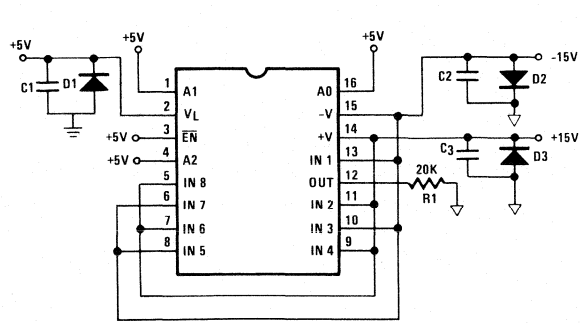 +5V
+5V
+5V
-15V
C1
D1
1
A1
A0
16
C2
D2
2
VL
-V
15
+5V
3
EN
+V
14
+15V
+5V
4
A2
IN 1
13
C3
D3
5
IN 8
OUT
12
20K
R1
6
IN 7
IN 2
11
7
IN 6
IN 3
10
8
IN 5
IN 4
9